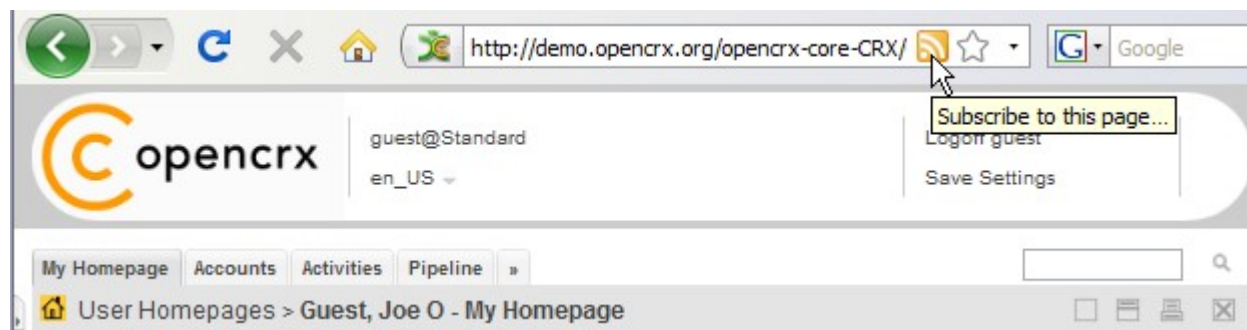 http://demo.opencrx.org/opencrx-core-CRX/ G Google
Subscribe to this page...
opencrx
guest@Standard
en_US
Logoff guest
Save Settings
My Homepage Accounts Activities Pipeline »
User Homepages > Guest, Joe O - My Homepage